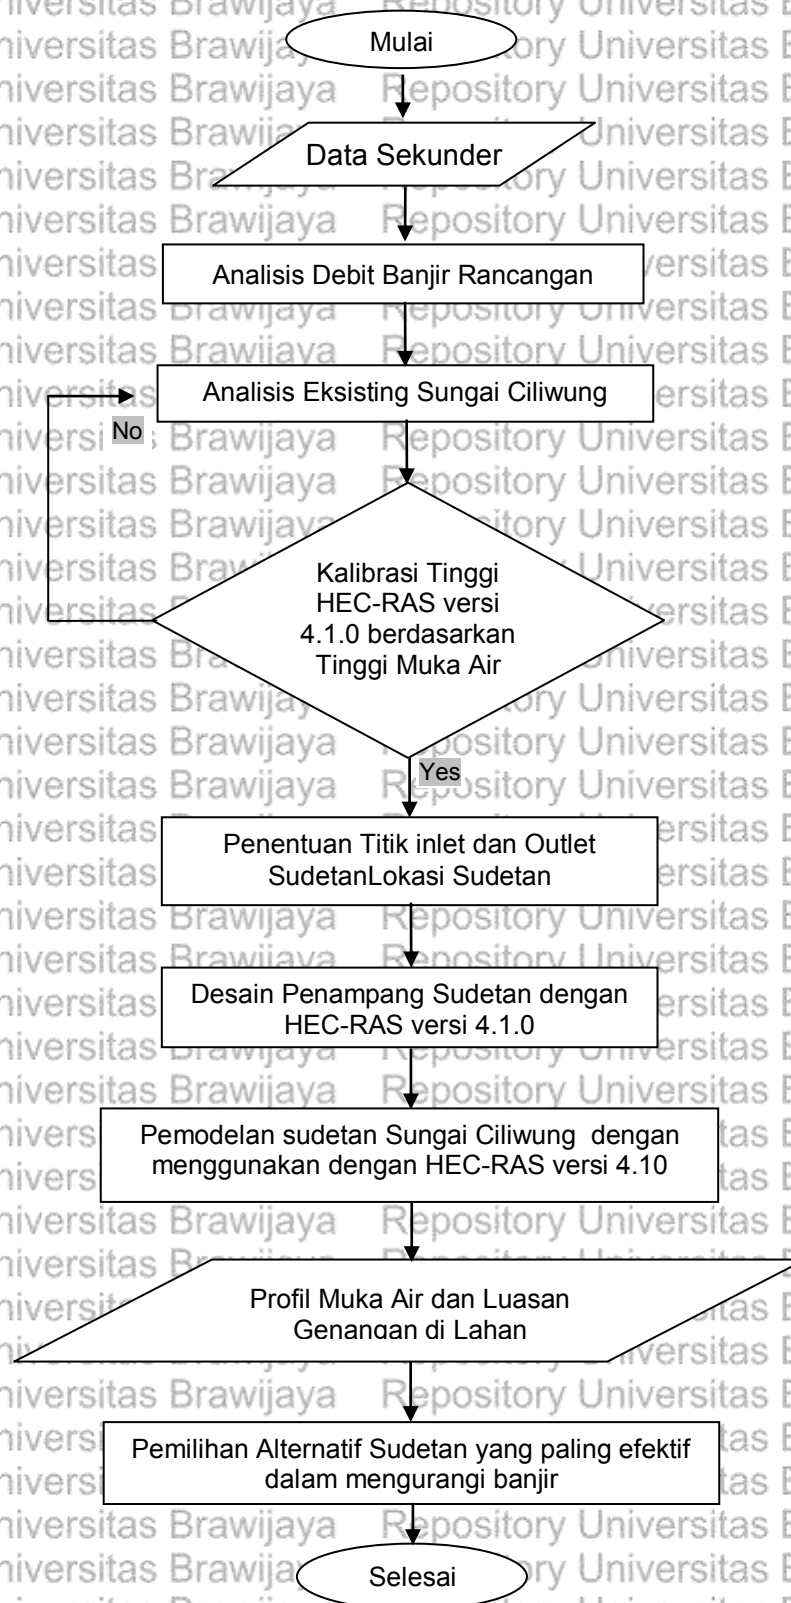 Mulai
Data Sekunder
Analisis Debit Banjir Rancangan
Analisis Eksisting Sungai Ciliwung
No
Kalibrasi Tinggi
HEC-RAS versi
4.1.0 berdasarkan
Tinggi Muka Air
Yes
Penentuan Titik inlet dan Outlet
SudetanLokasi Sudetan
Desain Penampang Sudetan dengan
HEC-RAS versi 4.1.0
Pemodelan sudetan Sungai Ciliwung dengan
menggunakan dengan HEC-RAS versi 4.10
Profil Muka Air dan Luasan
Genangan di Lahan
Pemilihan Alternatif Sudetan yang paling efektif
dalam mengurangi banjir
Selesai